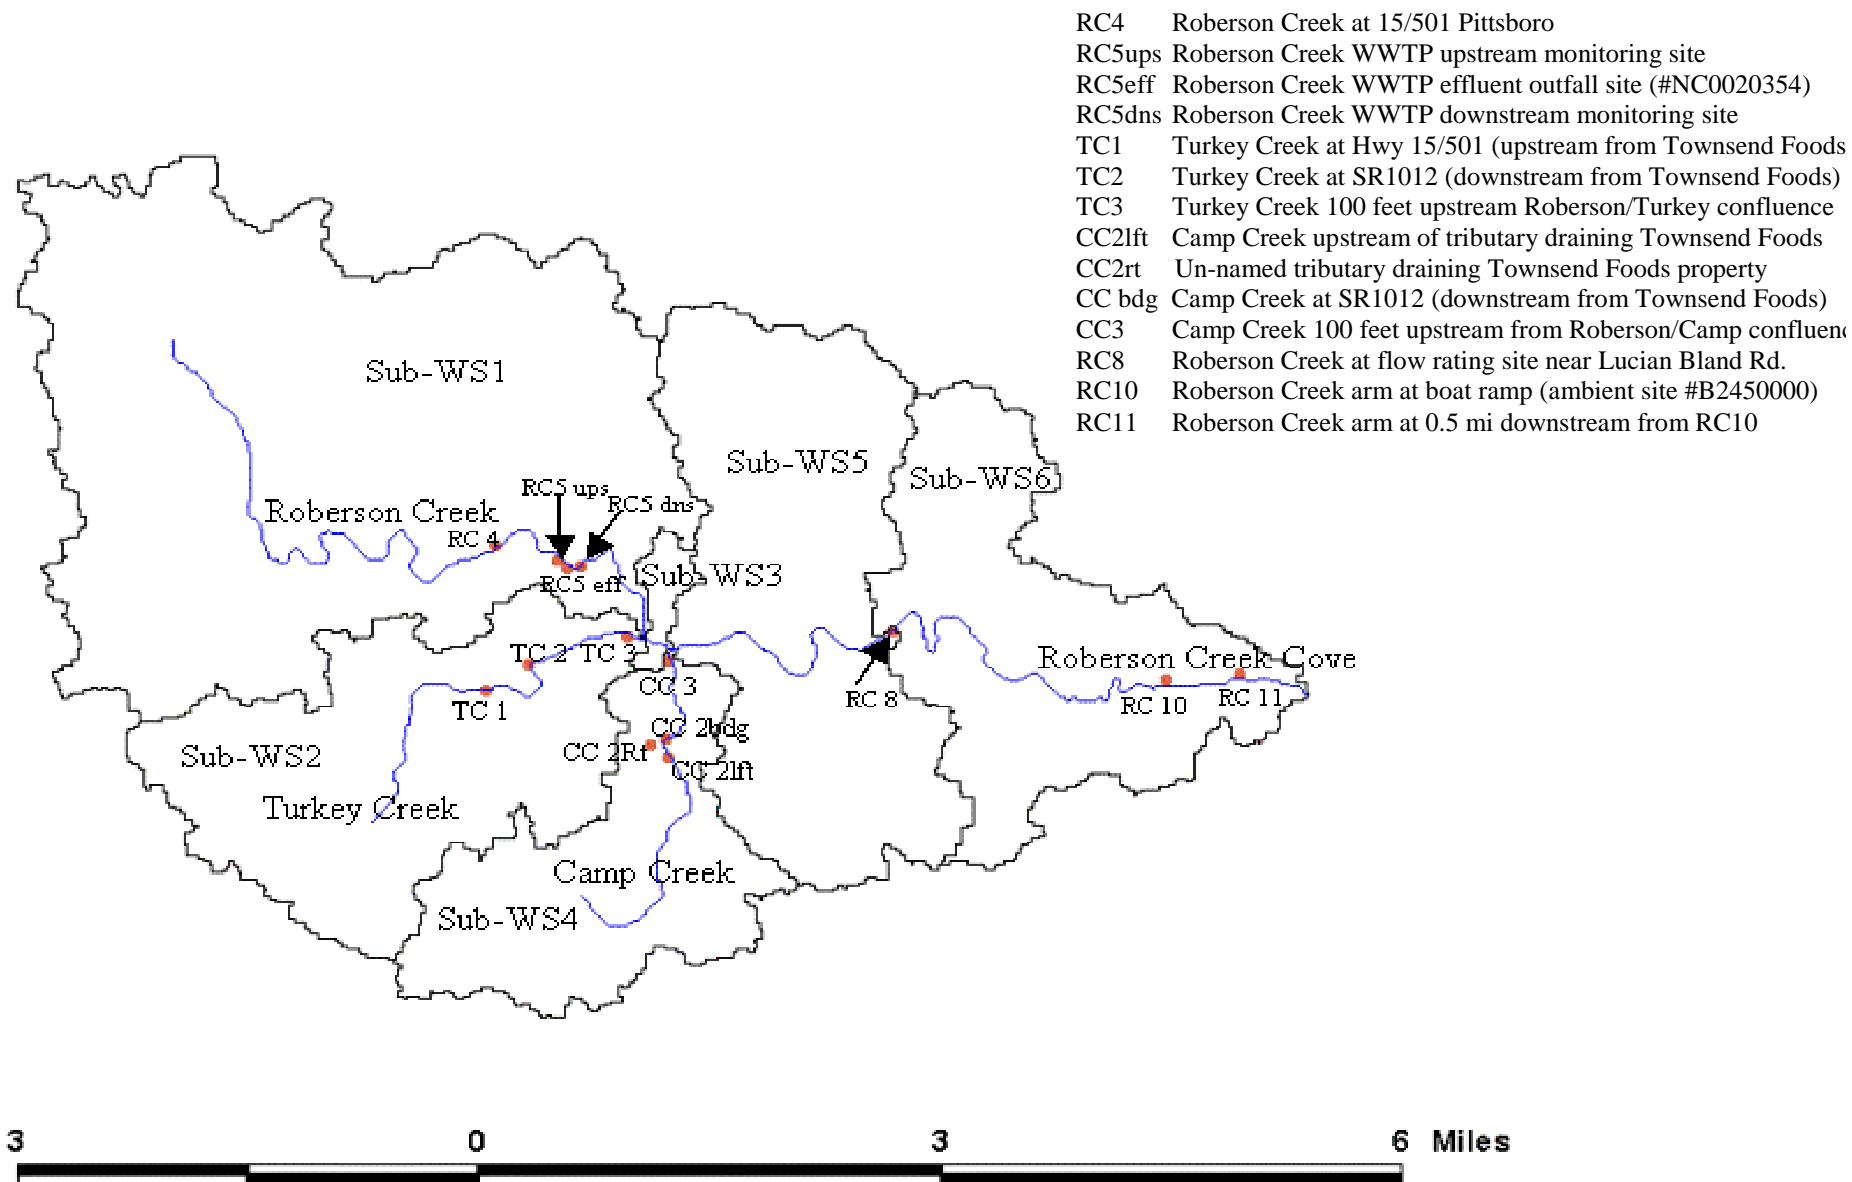 RC4 Roberson Creek at 15/501 Pittsboro
RC5ups Roberson Creek WWTP upstream monitoring site
RC5eff Roberson Creek WWTP effluent outfall site (#NC0020354)
RC5dns Roberson Creek WWTP downstream monitoring site
TC1 Turkey Creek at Hwy 15/501 (upstream from Townsend Foods
TC2 Turkey Creek at SR1012 (downstream from Townsend Foods)
TC3 Turkey Creek 100 feet upstream Roberson/Turkey confluence
CC2lft Camp Creek upstream of tributary draining Townsend Foods
CC2rt Un-named tributary draining Townsend Foods property
CC bdg Camp Creek at SR1012 (downstream from Townsend Foods)
CC3 Camp Creek 100 feet upstream from Roberson/Camp confluen
RC8 Roberson Creek at flow rating site near Lucian Bland Rd.
RC10 Roberson Creek arm at boat ramp (ambient site #B2450000)
RC11 Roberson Creek arm at 0.5 mi downstream from RC10
Sub-WS1
Sub-WS5
Sub-WS6
RC5 ups
RC5 dns
Roberson Creek
RC 4
RC5 eff
Sub-WS3
TC 2
TC 3
Roberson Creek Cove
CC 3
RC 8
RC 10
RC 11
TC 1
CC 2bdg
CC 2Rt
CC 2lft
Sub-WS2
Turkey Creek
Camp Creek
Sub-WS4
3 0 3 6 Miles